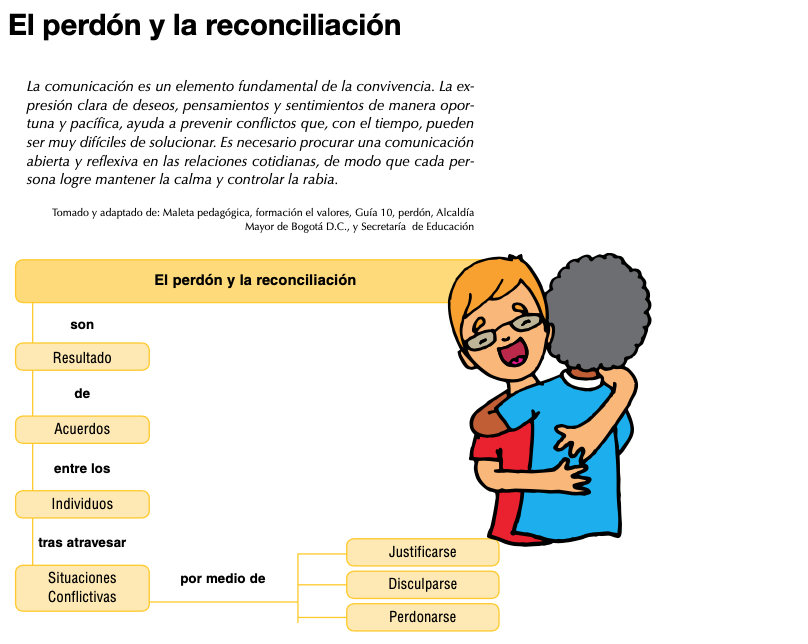 El perdón y la reconciliación
La comunicación es un elemento fundamental de la convivencia. La ex-
presión clara de deseos, pensamientos y sentimientos de manera opor-
tuna y pacífica, ayuda a prevenir conflictos que, con el tiempo, pueden
ser muy difíciles de solucionar. Es necesario procurar una comunicación
abierta y reflexiva en las relaciones cotidianas, de modo que cada per-
sona logre mantener la calma y controlar la rabia.
Tomado y adaptado de: Maleta pedagógica, formación el valores, Guía 10, perdón, Alcaldía
Mayor de Bogotá D.C., y Secretaría de Educación
El perdón y la reconciliación
son
Resultado
de
Acuerdos
entre los
Individuos
tras atravesar
Situaciones
Conflictivas
por medio de
Justificarse
Disculparse
Perdonarse